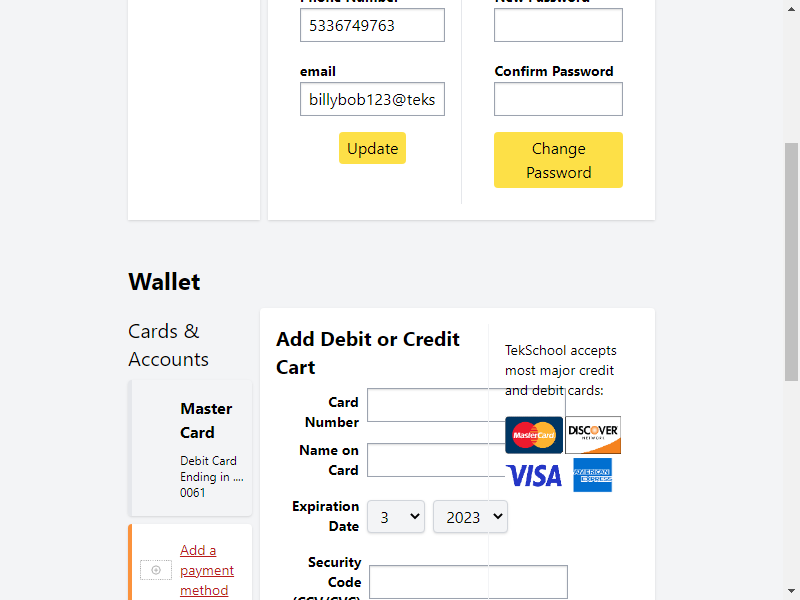 Phone Number
New Password
5336749763
email
Confirm Password
billybob123@teks
Update
Change
Password
Wallet
Cards &
Accounts
Master
Card
Debit Card
Ending in ....
0061
Add a
payment
method
Add Debit or Credit
Cart
Card
Number
Name on
Card
Expiration
Date
3
2023
Security
Code
(CCV/CVC)
TekSchool accepts
most major credit
and debit cards:
MasterCard
DISCOVER
NETWORK
VISA
AMERICAN
EXPRESS